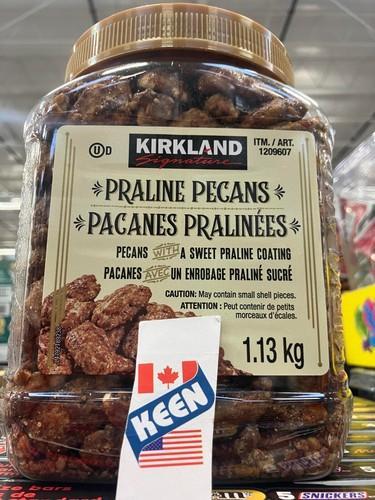 U D
KIRKLAND
Signature
ITM. / ART.
1209607
PRALINE PECANS
PACANES PRALINÉES
PECANS WITH A SWEET PRALINE COATING
PACANES AVEC UN ENROBAGE PRALINÉ SUCRÉ
CAUTION: May contain small shell pieces.
ATTENTION : Peut contenir de petits
morceaux d'écales.
1.13 kg
KEEN
SNICKERS